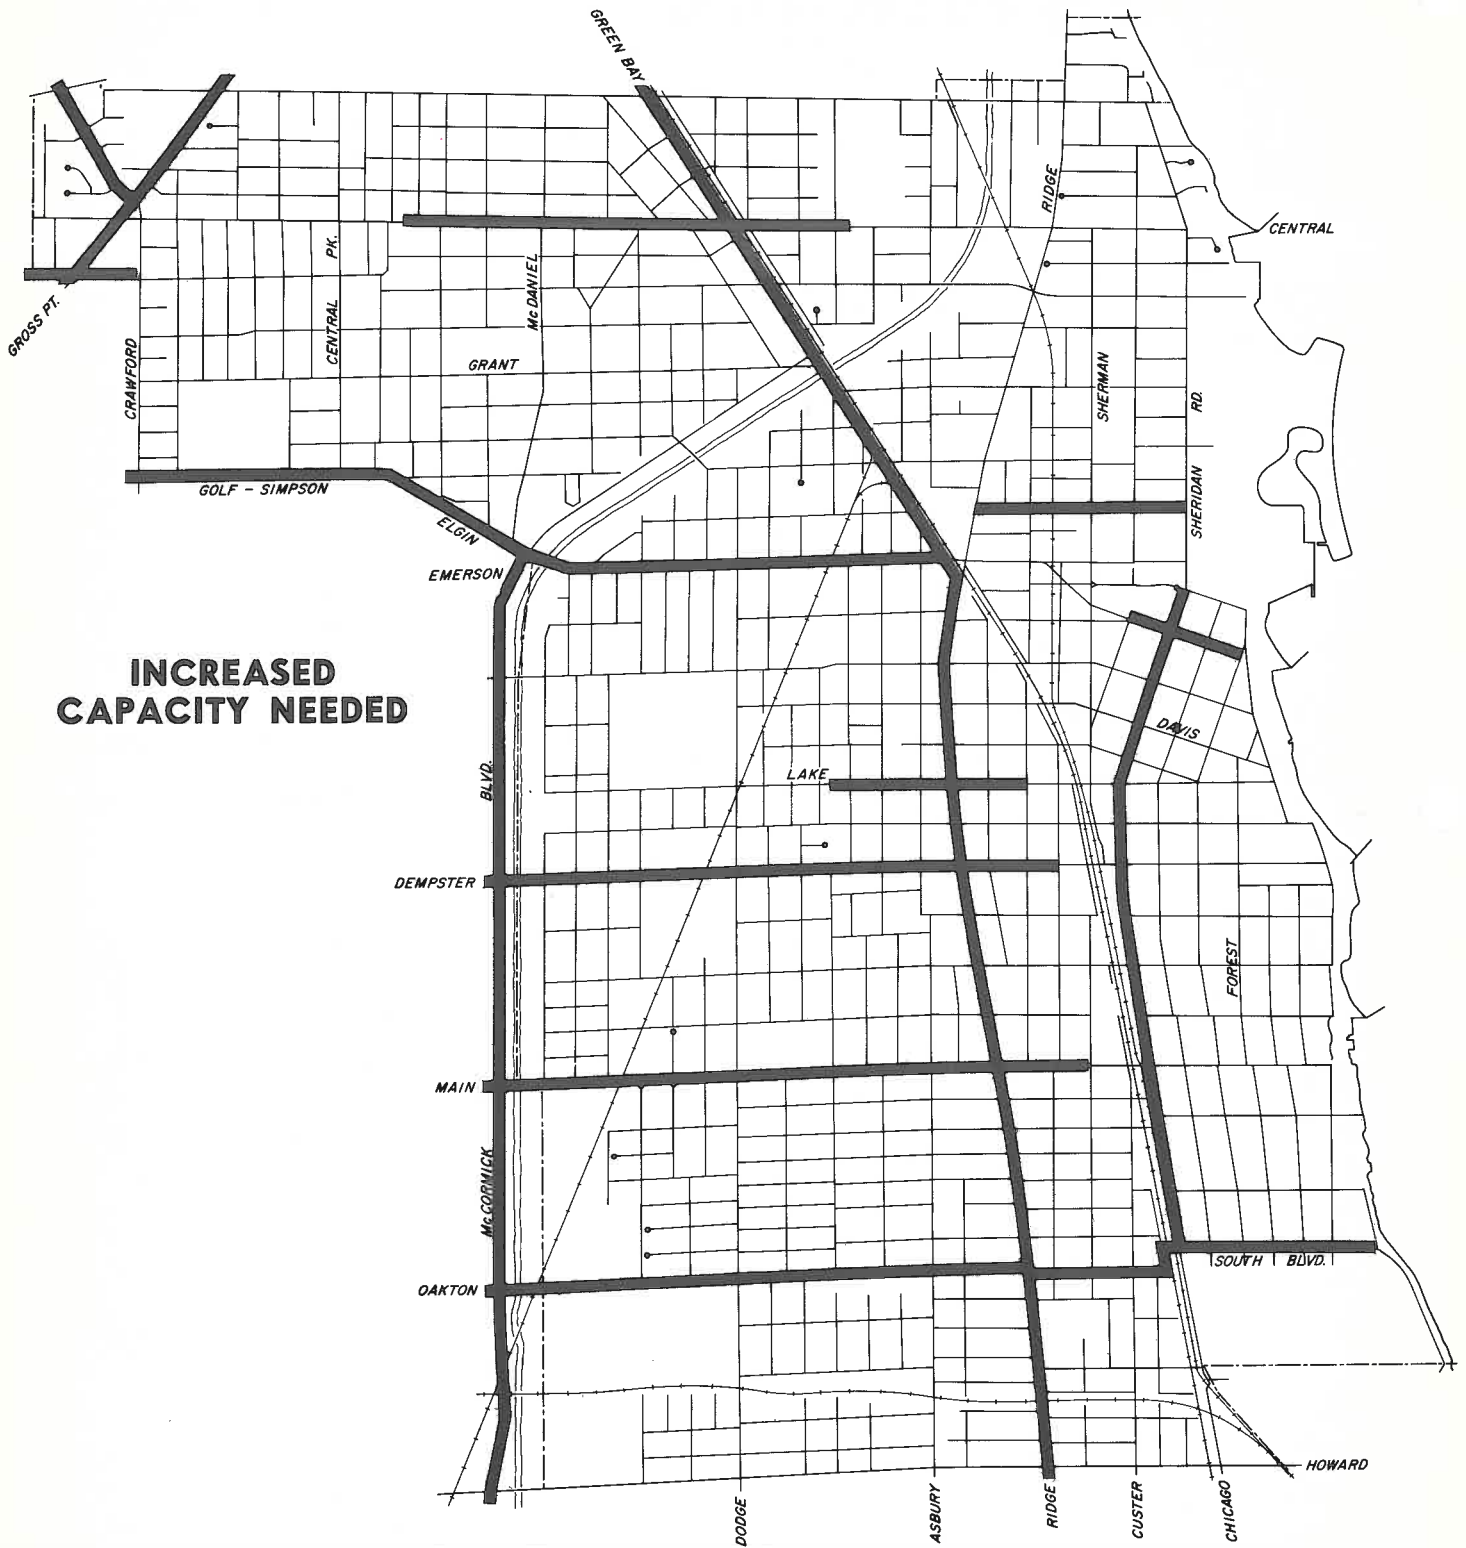 GREEN BAY
RIDGE
CENTRAL
PK.
CENTRAL
McDANIEL
GROSS PT.
CRAWFORD
GRANT
SHERMAN
RD.
SHERIDAN
GOLF – SIMPSON
ELGIN
EMERSON
INCREASED
CAPACITY NEEDED
DAVIS
BLVD.
LAKE
DEMPSTER
FOREST
MAIN
McCORMICK
OAKTON
SOUTH BLVD.
HOWARD
DODGE
ASBURY
RIDGE
CUSTER
CHICAGO